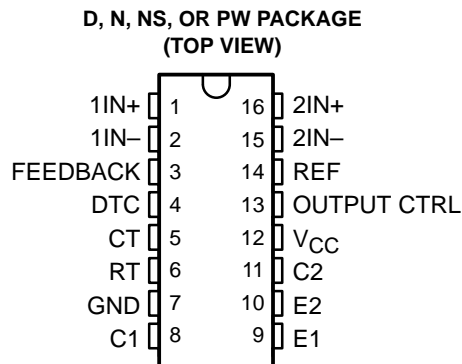 D, N, NS, OR PW PACKAGE
(TOP VIEW)
1IN+ 1 16 2IN+
1IN– 2 15 2IN–
FEEDBACK 3 14 REF
DTC 4 13 OUTPUT CTRL
CT 5 12 VCC
RT 6 11 C2
GND 7 10 E2
C1 8 9 E1